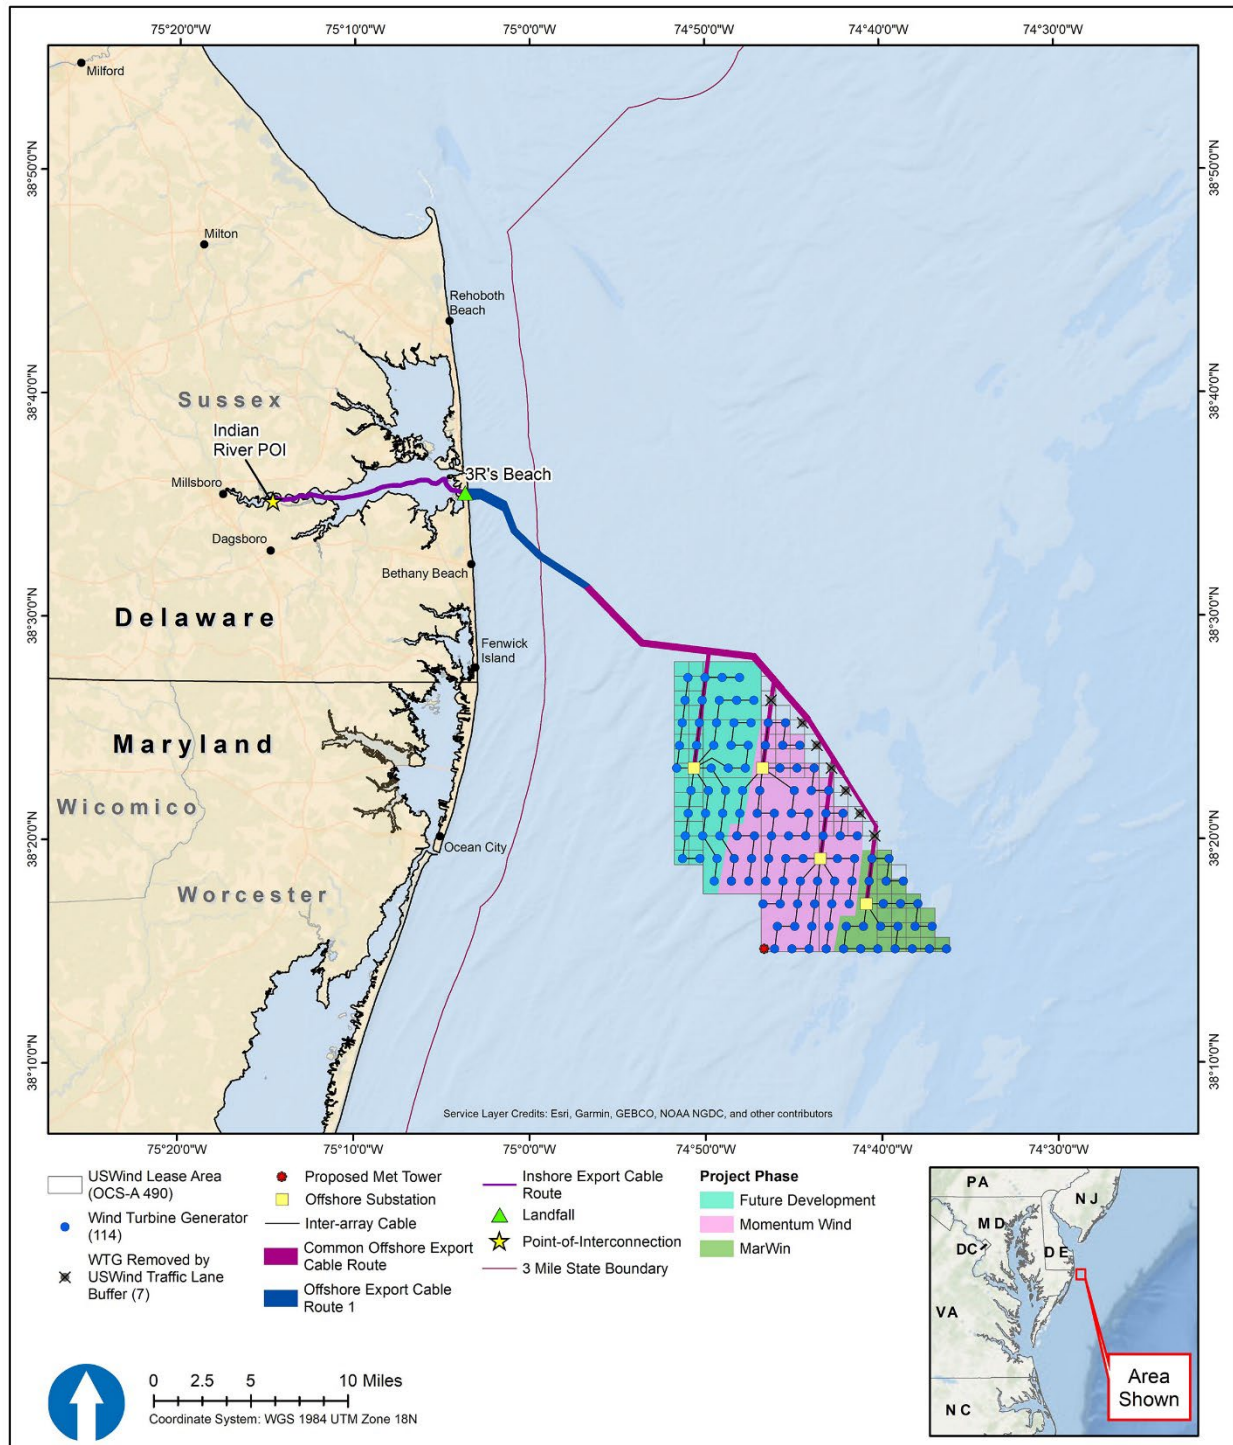 75°20'0"W
75°10'0"W
75°0'0"W
74°50'0"W
74°40'0"W
74°30'0"W
38°50'0"N
38°40'0"N
38°30'0"N
38°20'0"N
38°10'0"N
38°50'0"N
38°40'0"N
38°30'0"N
38°20'0"N
38°10'0"N
Milford
Milton
Rehoboth
Beach
Sussex
Indian
River POI
3R's Beach
Millsboro
Dagsboro
Bethany Beach
Delaware
Fenwick
Island
Maryland
Wicomico
Ocean City
Worcester
Service Layer Credits: Esri, Garmin, GEBCO, NOAA NGDC, and other contributors
75°20'0"W
75°10'0"W
75°0'0"W
74°50'0"W
74°40'0"W
74°30'0"W
USWind Lease Area
(OCS-A 490)
Wind Turbine Generator
(114)
WTG Removed by
USWind Traffic Lane
Buffer (7)
Proposed Met Tower
Offshore Substation
Inter-array Cable
Common Offshore Export
Cable Route
Offshore Export Cable
Route 1
Inshore Export Cable
Route
Landfall
Point-of-Interconnection
3 Mile State Boundary
Project Phase
Future Development
Momentum Wind
MarWin
0 2.5 5 10 Miles
Coordinate System: WGS 1984 UTM Zone 18N
PA
NJ
MD
DC
DE
VA
NC
Area
Shown